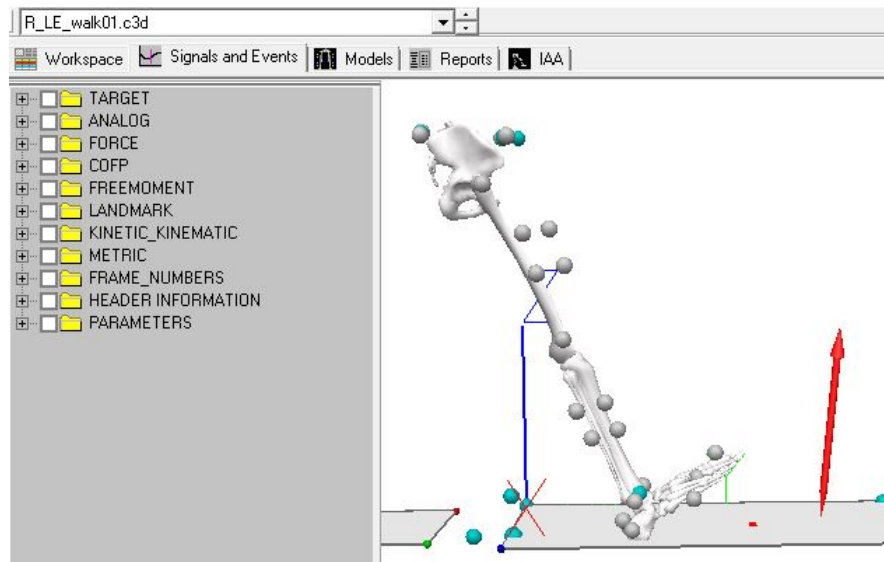 R_LE_walk01.c3d
Workspace Signals and Events Models Reports IAA
TARGET
ANALOG
FORCE
COFP
FREEMOMENT
LANDMARK
KINETIC_KINEMATIC
METRIC
FRAME_NUMBERS
HEADER INFORMATION
PARAMETERS